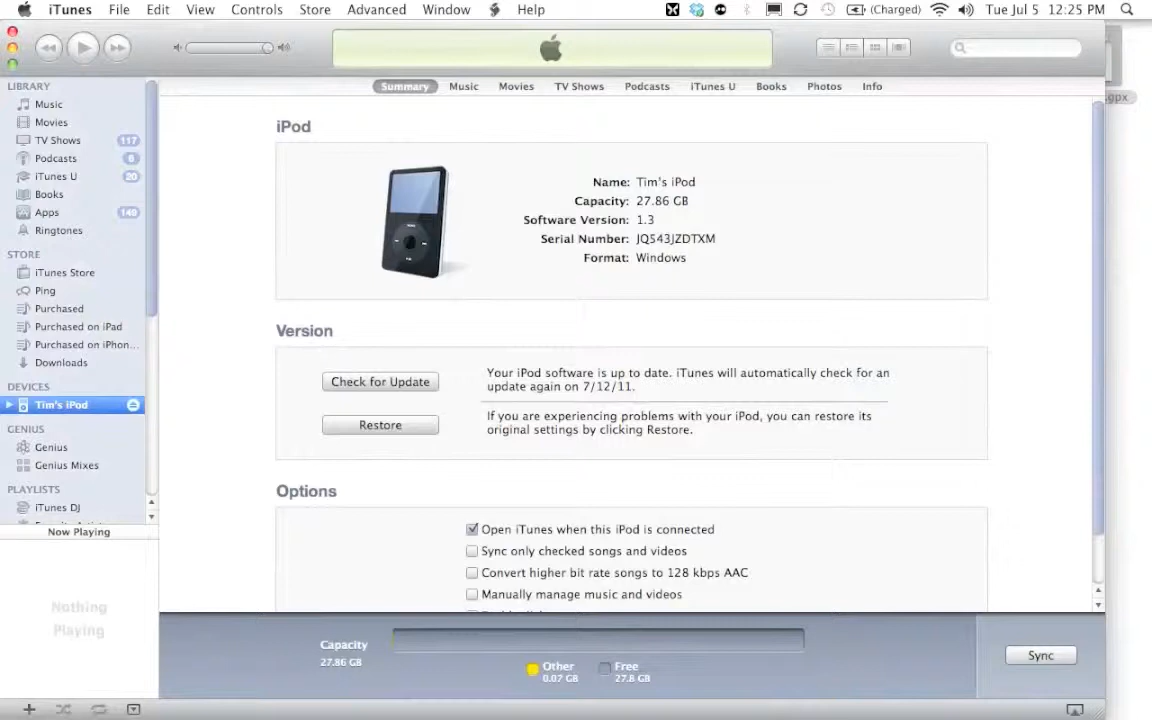 iTunes File Edit View Controls Store Advanced Window Help (Charged) Tue Jul 5 12:25 PM
Summary Music Movies TV Shows Podcasts iTunes U Books Photos Info
.gpx
LIBRARY
Music
Movies
TV Shows 117
Podcasts 6
iTunes U 20
Books
Apps 149
Ringtones
STORE
iTunes Store
Ping
Purchased
Purchased on iPad
Purchased on iPhon...
Downloads
DEVICES
Tim's iPod
GENIUS
Genius
Genius Mixes
PLAYLISTS
iTunes DJ
Now Playing
Nothing
Playing
iPod
Name: Tim's iPod
Capacity: 27.86 GB
Software Version: 1.3
Serial Number: JQ543JZDTXM
Format: Windows
Version
Check for Update
Your iPod software is up to date. iTunes will automatically check for an
update again on 7/12/11.
Restore
If you are experiencing problems with your iPod, you can restore its
original settings by clicking Restore.
Options
Open iTunes when this iPod is connected
Sync only checked songs and videos
Convert higher bit rate songs to 128 kbps AAC
Manually manage music and videos
Capacity
27.86 GB
Other
0.07 GB
Free
27.8 GB
Sync